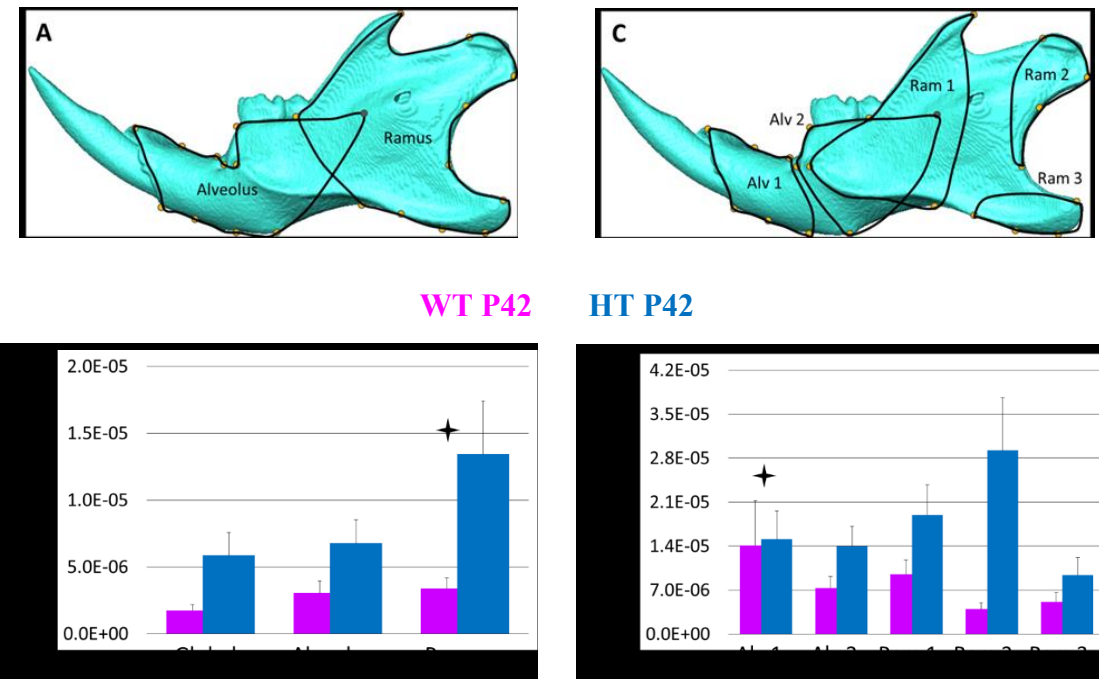 A
Ramus
Alveolus
C
Ram 1
Ram 2
Alv 2
Alv 1
Ram 3
WT P42 HT P42
2.0E-05
1.5E-05
1.0E-05
5.0E-06
0.0E+00
4.2E-05
3.5E-05
2.8E-05
2.1E-05
1.4E-05
7.0E-06
0.0E+00